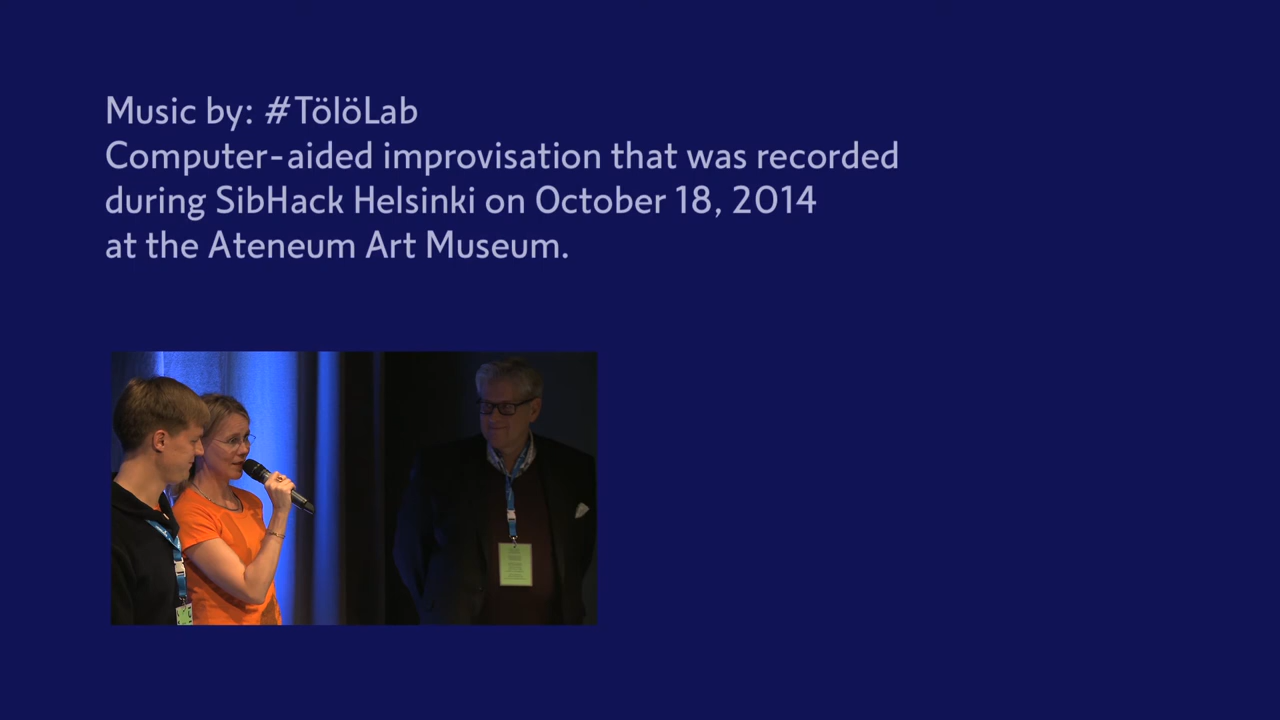 Music by: #TölöLab
Computer-aided improvisation that was recorded
during SibHack Helsinki on October 18, 2014
at the Ateneum Art Museum.